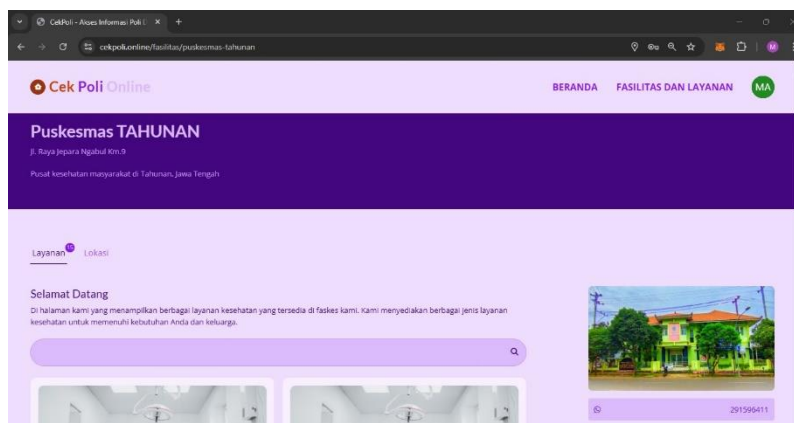 CekPoli - Akses Informasi Poli
cekpoli.online/fasilitas/puskesmas-tahunan
M
Cek Poli Online
BERANDA
FASILITAS DAN LAYANAN
MA
Puskesmas TAHUNAN
Jl. Raya Jepara Ngabul Km.9
Pusat kesehatan masyarakat di Tahunan, Jawa Tengah
Layanan
Lokasi
Selamat Datang
Di halaman kami yang menampilkan berbagai layanan kesehatan yang tersedia di faskes kami. Kami menyediakan berbagai jenis layanan
kesehatan untuk memenuhi kebutuhan Anda dan keluarga.
291596411